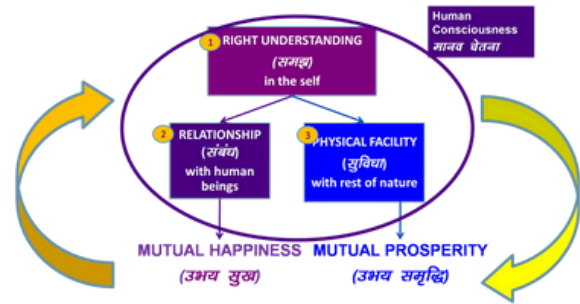 Human
Consciousness
मानव चेतना
1
RIGHT UNDERSTANDING
(समझ)
in the self
2
RELATIONSHIP
(संबंध)
with human
beings
3
PHYSICAL FACILITY
(सुविधा)
with rest of nature
MUTUAL HAPPINESS
(उभय सुख)
MUTUAL PROSPERITY
(उभय समृद्धि)